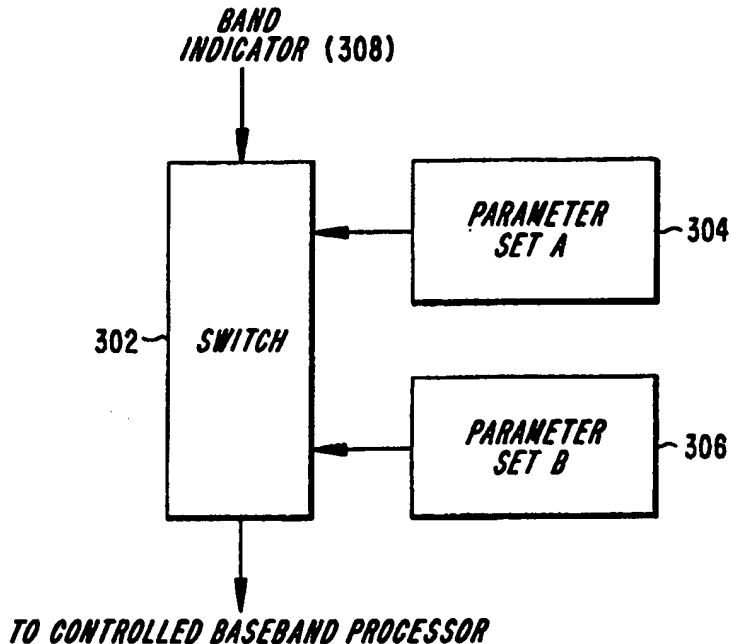 BAND
INDICATOR (308)
PARAMETER
SET A
304
302
SWITCH
PARAMETER
SET B
306
TO CONTROLLED BASEBAND PROCESSOR